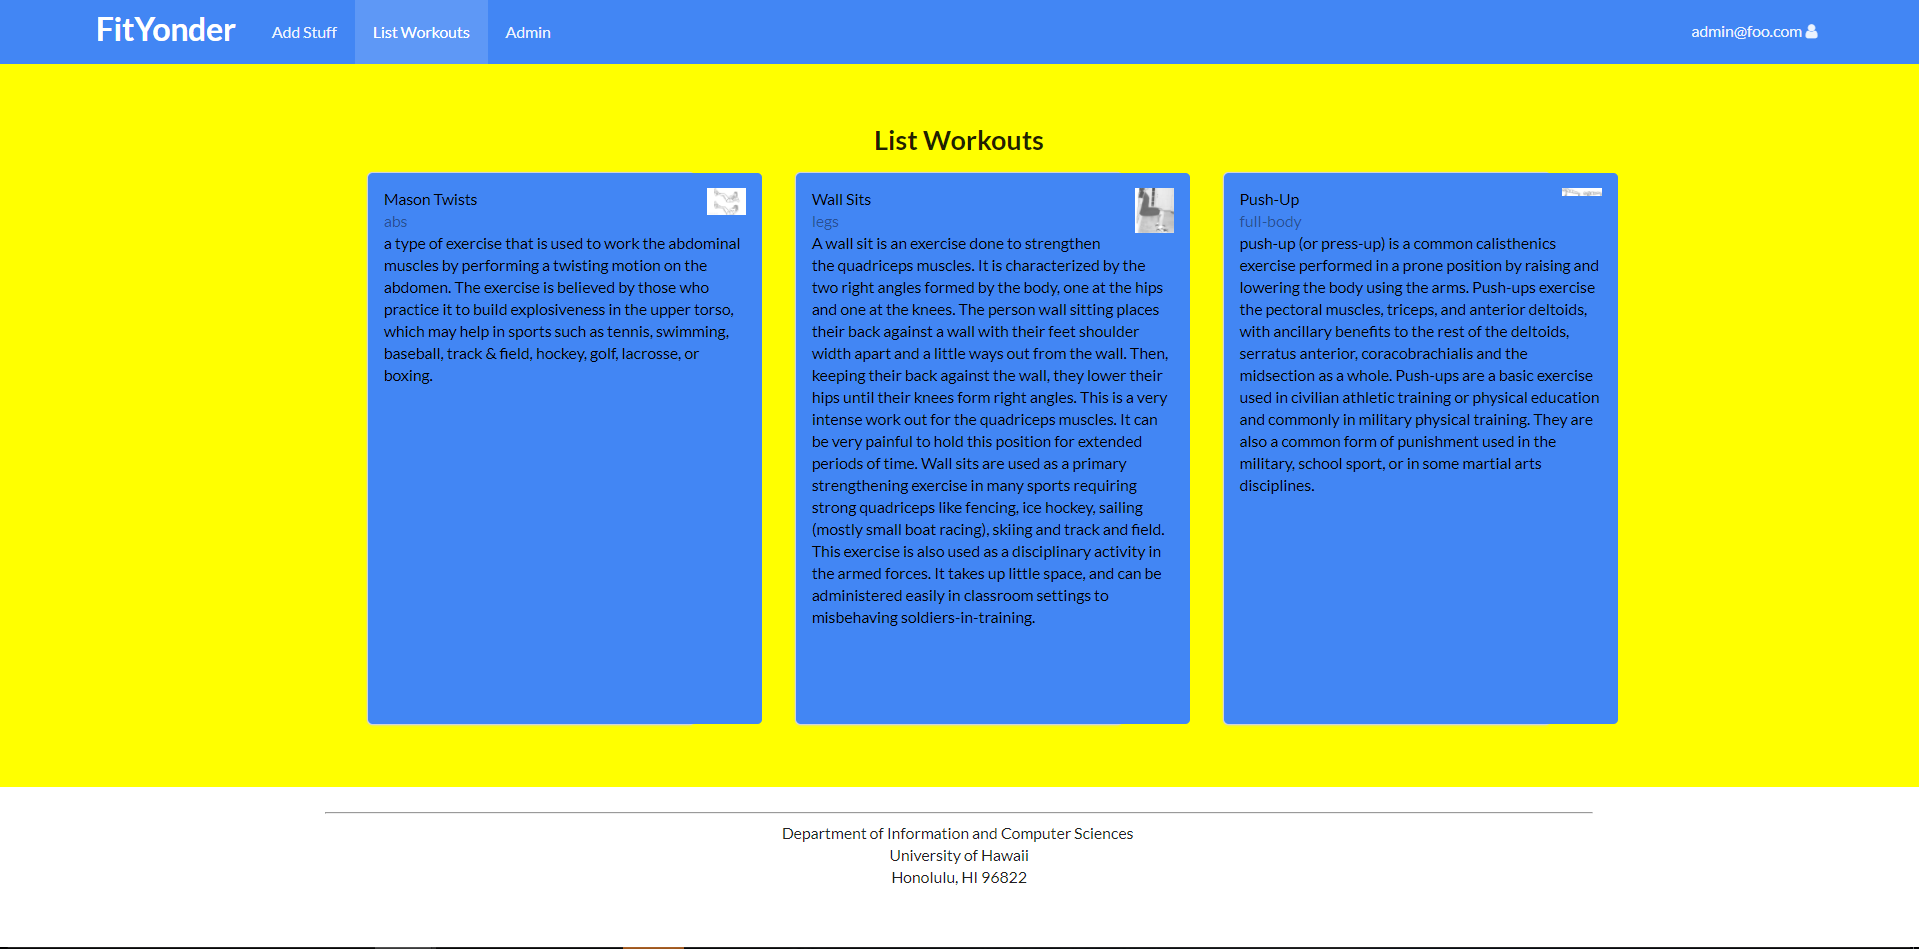 FitYonder Add Stuff List Workouts Admin admin@foo.com
List Workouts
Mason Twists
abs
a type of exercise that is used to work the abdominal
muscles by performing a twisting motion on the
abdomen. The exercise is believed by those who
practice it to build explosiveness in the upper torso,
which may help in sports such as tennis, swimming,
baseball, track & field, hockey, golf, lacrosse, or
boxing.
Wall Sits
legs
A wall sit is an exercise done to strengthen
the quadriceps muscles. It is characterized by the
two right angles formed by the body, one at the hips
and one at the knees. The person wall sitting places
their back against a wall with their feet shoulder
width apart and a little ways out from the wall. Then,
keeping their back against the wall, they lower their
hips until their knees form right angles. This is a very
intense work out for the quadriceps muscles. It can
be very painful to hold this position for extended
periods of time. Wall sits are used as a primary
strengthening exercise in many sports requiring
strong quadriceps like fencing, ice hockey, sailing
(mostly small boat racing), skiing and track and field.
This exercise is also used as a disciplinary activity in
the armed forces. It takes up little space, and can be
administered easily in classroom settings to
misbehaving soldiers-in-training.
Push-Up
full-body
push-up (or press-up) is a common calisthenics
exercise performed in a prone position by raising and
lowering the body using the arms. Push-ups exercise
the pectoral muscles, triceps, and anterior deltoids,
with ancillary benefits to the rest of the deltoids,
serratus anterior, coracobrachialis and the
midsection as a whole. Push-ups are a basic exercise
used in civilian athletic training or physical education
and commonly in military physical training. They are
also a common form of punishment used in the
military, school sport, or in some martial arts
disciplines.
Department of Information and Computer Sciences
University of Hawaii
Honolulu, HI 96822